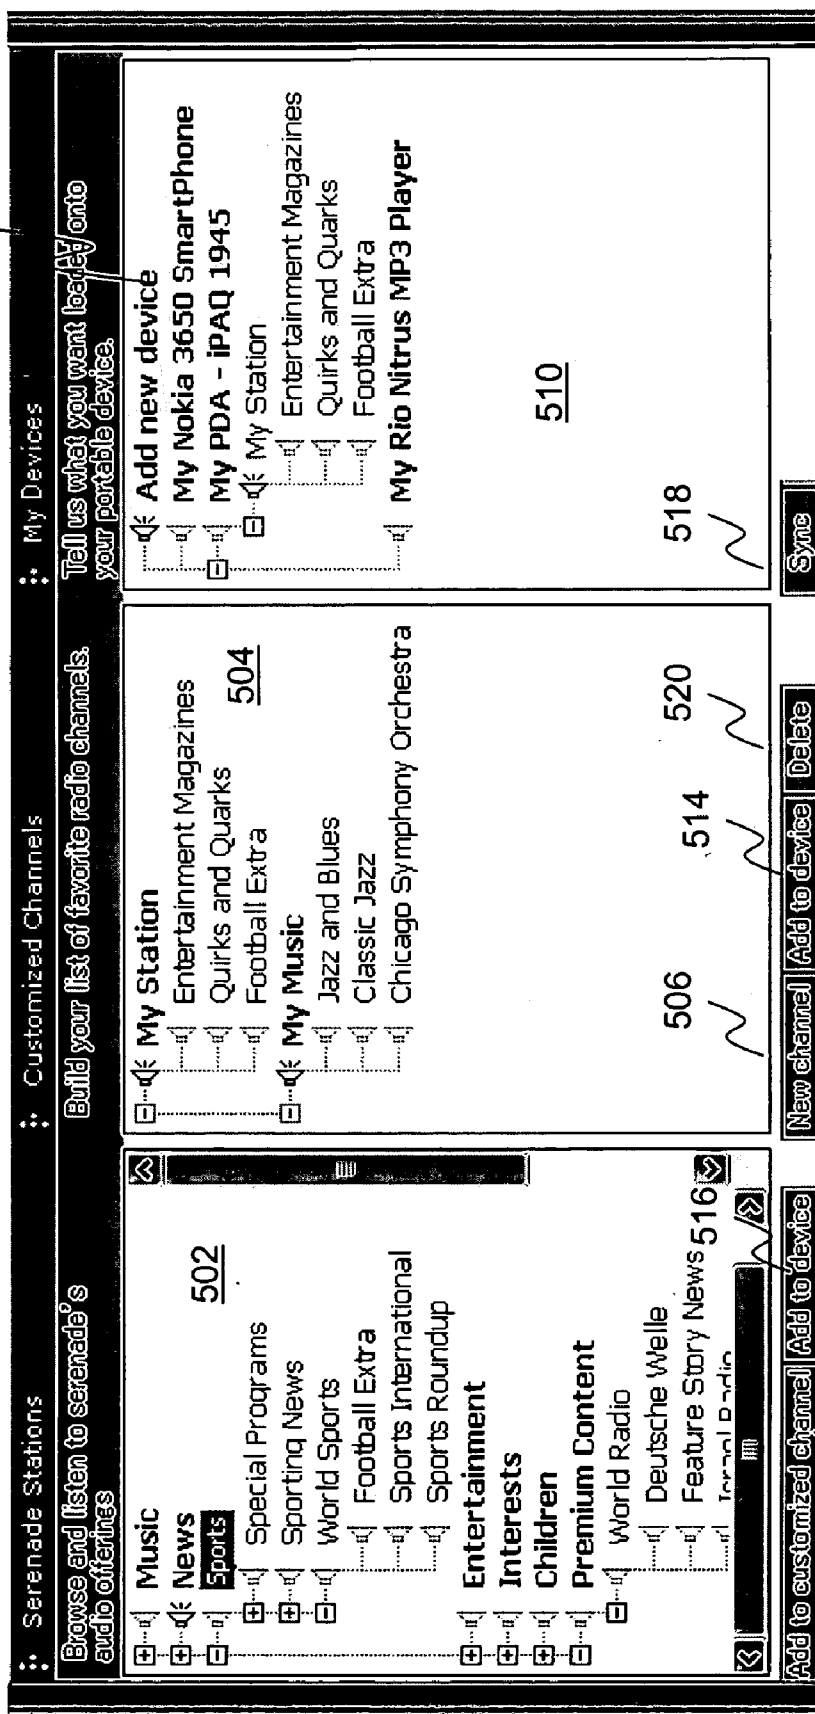 Serenade Stations
Browse and listen to serenade's
audio offerings
Music
News
Sports
Special Programs
Sporting News
World Sports
Football Extra
Sports International
Sports Roundup
Entertainment
Interests
Children
Premium Content
World Radio
Deutsche Welle
Feature Story News
Israel Radio
502
516
Add to customized channel
Add to device
Customized Channels
Build your list of favorite radio channels.
My Station
Entertainment Magazines
Quirks and Quarks
Football Extra
My Music
Jazz and Blues
Classic Jazz
Chicago Symphony Orchestra
504
506
514
520
New channel
Add to device
Delete
My Devices
Tell us what you want loaded onto
your portable device.
Add new device
My Nokia 3650 SmartPhone
My PDA - iPAQ 1945
My Station
Entertainment Magazines
Quirks and Quarks
Football Extra
My Rio Nitrus MP3 Player
510
518
Sync